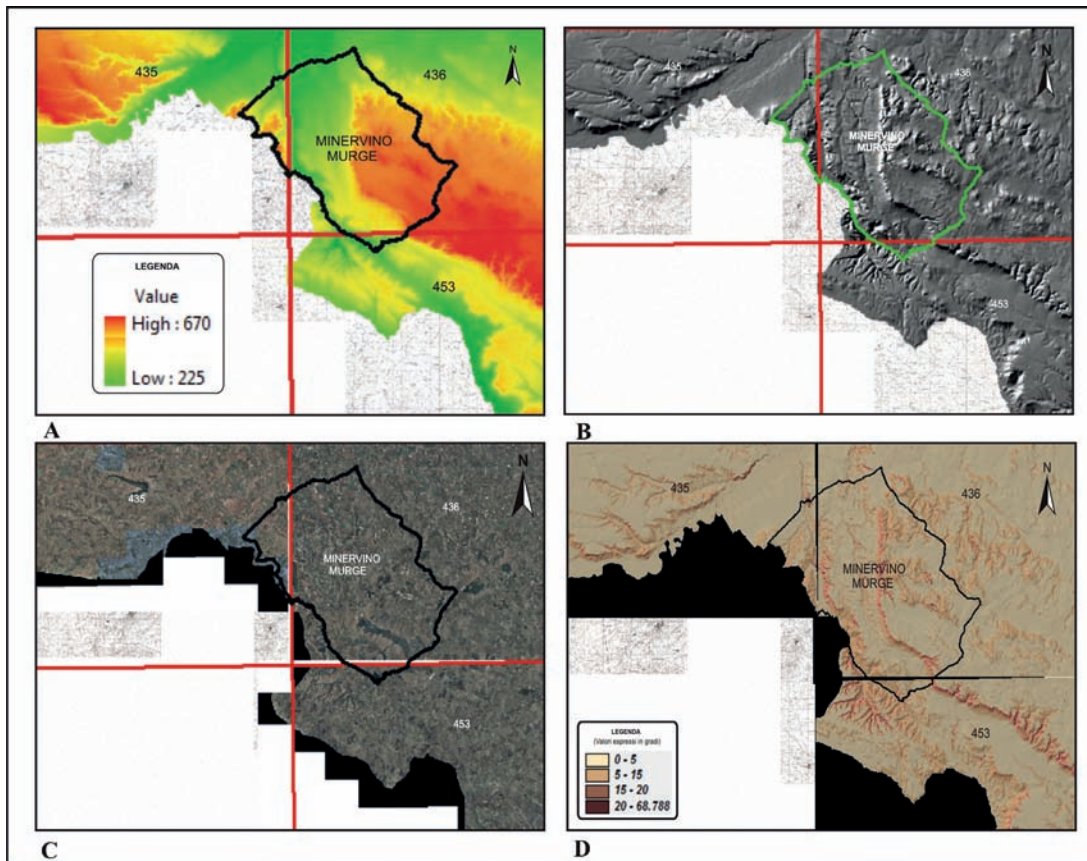 435
N
436
MINERVINO
MURGE
453
LEGENDA
Value
High : 670
Low : 225
A
435
N
436
MINERVINO
MURGE
453
B
435
N
436
MINERVINO
MURGE
453
C
435
N
436
MINERVINO
MURGE
453
LEGENDA
(Valori espressi in gradi)
0 - 5
5 - 15
15 - 20
20 - 68.788
D